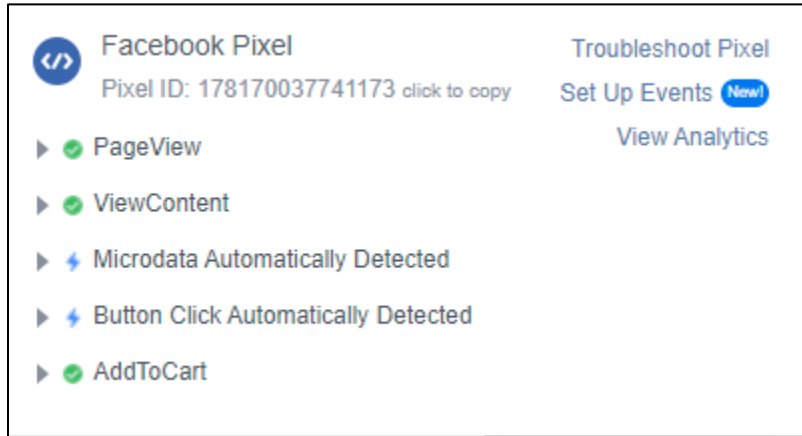 </>
Facebook Pixel
Troubleshoot Pixel
Pixel ID: 178170037741173 click to copy
Set Up Events New!
View Analytics
PageView
ViewContent
Microdata Automatically Detected
Button Click Automatically Detected
AddToCart